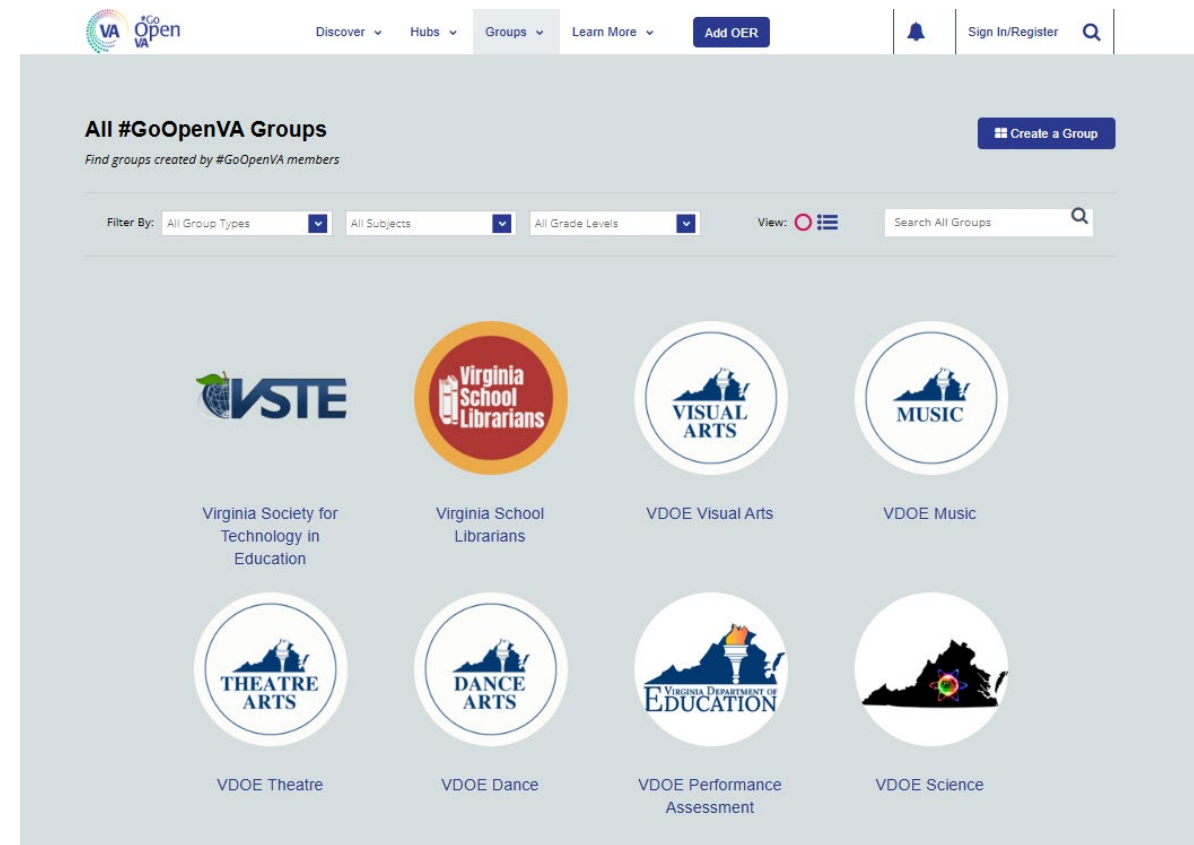 VA #Go Open VA
Discover Hubs Groups Learn More Add OER Sign In/Register
All #GoOpenVA Groups
Create a Group
Find groups created by #GoOpenVA members
Filter By: All Group Types All Subjects All Grade Levels View: Search All Groups
VSTE
Virginia
School
Librarians
VISUAL
ARTS
MUSIC
Virginia Society for
Technology in
Education
Virginia School
Librarians
VDOE Visual Arts
VDOE Music
THEATRE
ARTS
DANCE
ARTS
VIRGINIA DEPARTMENT OF
EDUCATION
VDOE Theatre
VDOE Dance
VDOE Performance
Assessment
VDOE Science